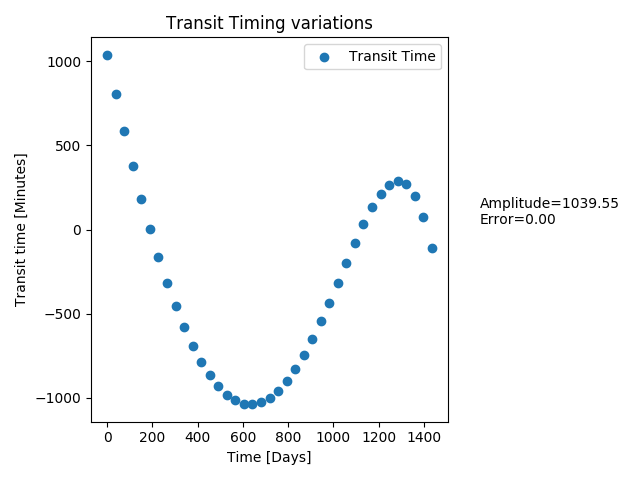 Transit Timing variations
Transit Time
1000
500
0
−500
−1000
Transit time [Minutes]
0 200 400 600 800 1000 1200 1400
Time [Days]
Amplitude=1039.55
Error=0.00